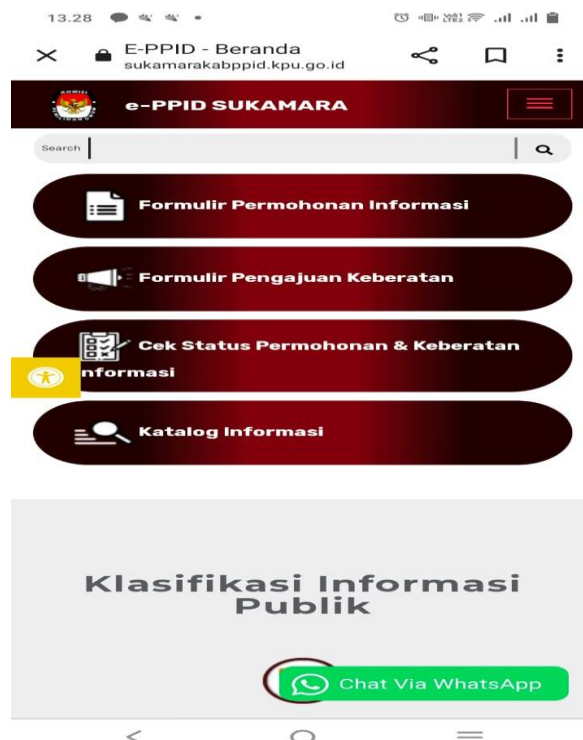 13.28
E-PPID - Beranda
sukamarakabppid.kpu.go.id
KOMISI
e-PPID SUKAMARA
Search
Formulir Permohonan Informasi
Formulir Pengajuan Keberatan
Cek Status Permohonan & Keberatan
nformasi
Katalog Informasi
Klasifikasi Informasi
Publik
Chat Via WhatsApp